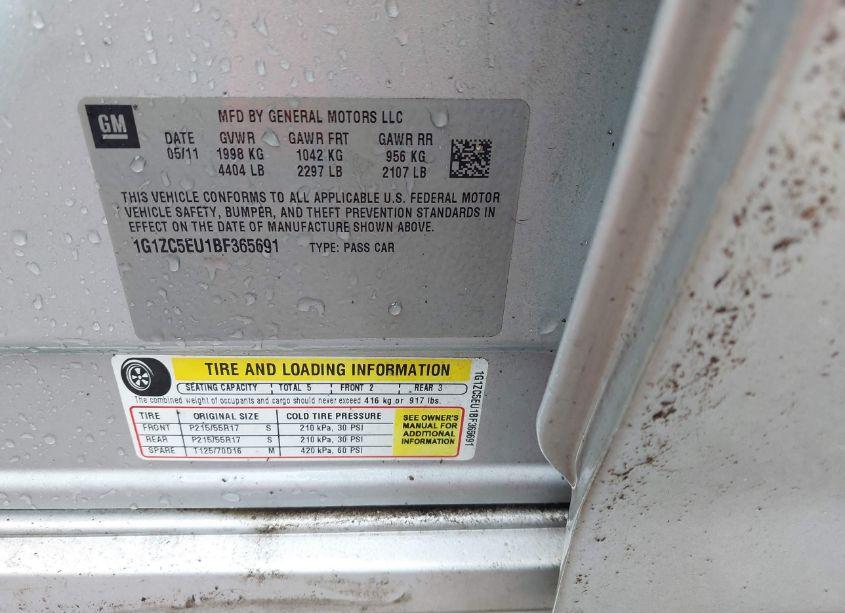 GM
MFD BY GENERAL MOTORS LLC
DATE GVWR GAWR FRT GAWR RR
05/11 1998 KG 1042 KG 956 KG
4404 LB 2297 LB 2107 LB
THIS VEHICLE CONFORMS TO ALL APPLICABLE U.S. FEDERAL MOTOR
VEHICLE SAFETY, BUMPER, AND THEFT PREVENTION STANDARDS IN
EFFECT ON THE DATE OF MANUFACTURE SHOWN ABOVE.
1G1ZC5EU1BF365691 TYPE: PASS CAR
TIRE AND LOADING INFORMATION
SEATING CAPACITY TOTAL 5 FRONT 2 REAR 3
The combined weight of occupants and cargo should never exceed 416 kg or 917 lbs.
TIRE ORIGINAL SIZE COLD TIRE PRESSURE
FRONT P215/55R17 S 210 kPa, 30 PSI
REAR P215/55R17 S 210 kPa, 30 PSI
SPARE T125/70D16 M 420 kPa, 60 PSI
SEE OWNER'S
MANUAL FOR
ADDITIONAL
INFORMATION
1G1ZC5EU1BF365691